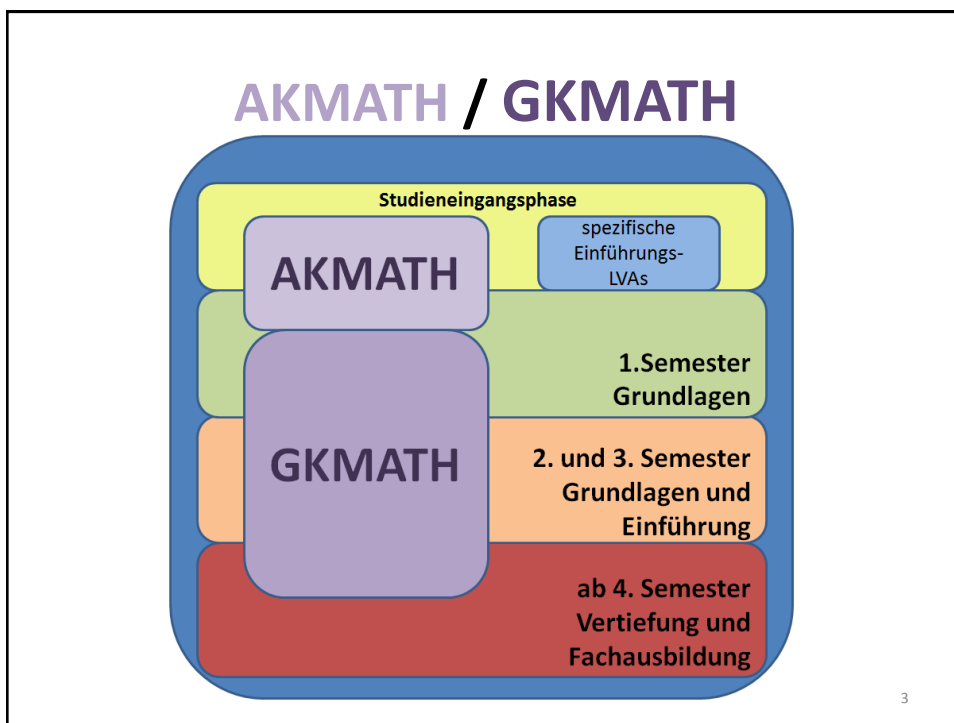 AKMATH / GKMATH
Studieneingangsphase
AKMATH
spezifische
Einführungs-
LVAs
1.Semester
Grundlagen
GKMATH
2. und 3. Semester
Grundlagen und
Einführung
ab 4. Semester
Vertiefung und
Fachausbildung
3